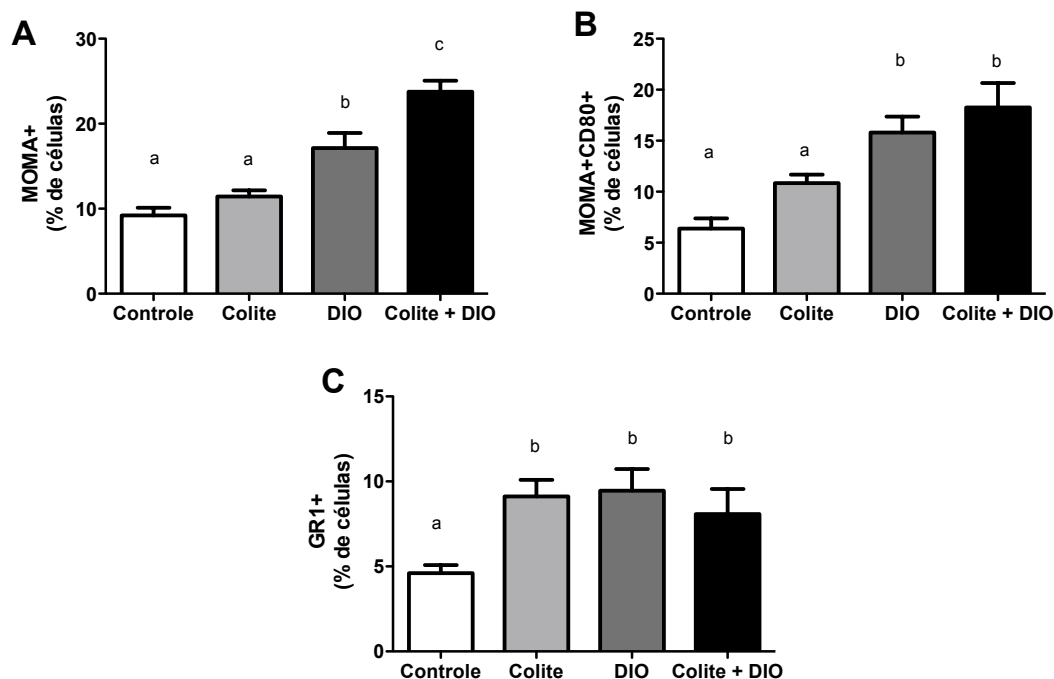 A
MOMA+
(% de células)
30
20
10
0
a
a
b
c
Controle
Colite
DIO
Colite + DIO
B
MOMA+CD80+
(% de células)
25
20
15
10
5
0
a
a
b
b
Controle
Colite
DIO
Colite + DIO
C
GR1+
(% de células)
15
10
5
0
a
b
b
b
Controle
Colite
DIO
Colite + DIO